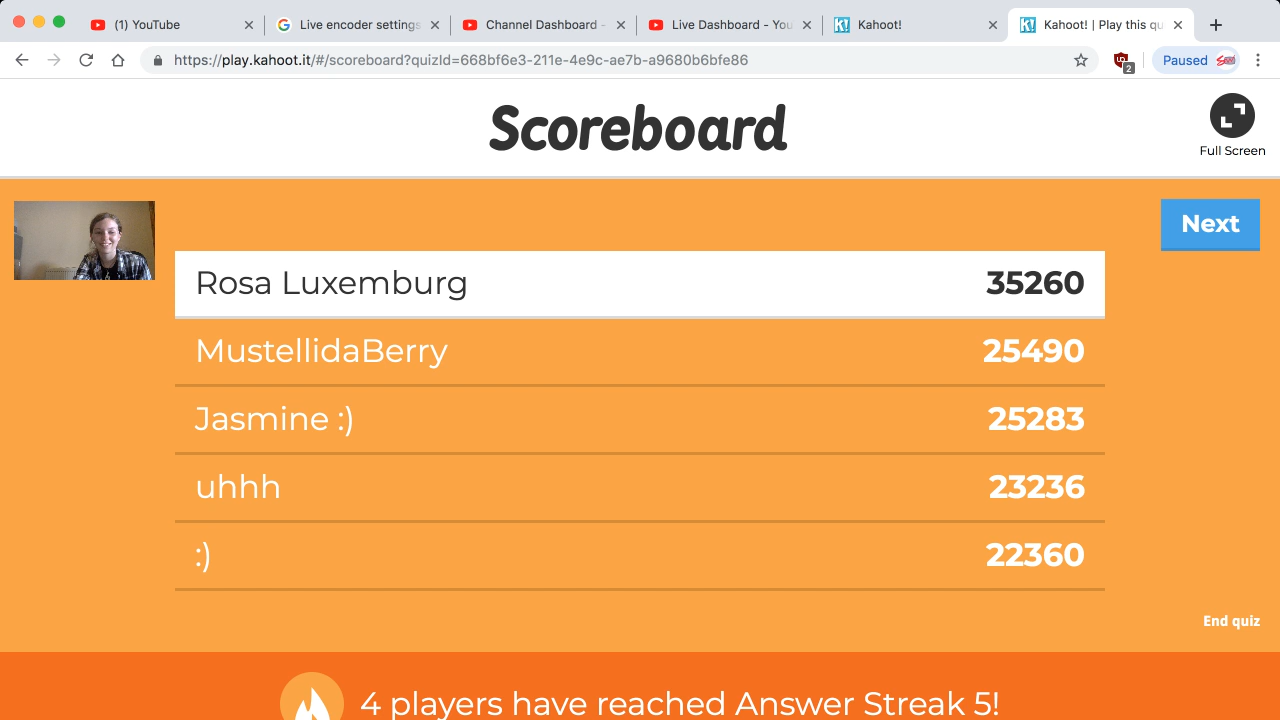 (1) YouTube
Live encoder settings
Channel Dashboard -
Live Dashboard - You
Kahoot!
Kahoot! | Play this qu
https://play.kahoot.it/#/scoreboard?quizId=668bf6e3-211e-4e9c-ae7b-a9680b6bfe86
2
Paused
Scoreboard
Full Screen
Next
Rosa Luxemburg 35260
MustellidaBerry 25490
Jasmine :) 25283
uhhh 23236
:) 22360
End quiz
4 players have reached Answer Streak 5!